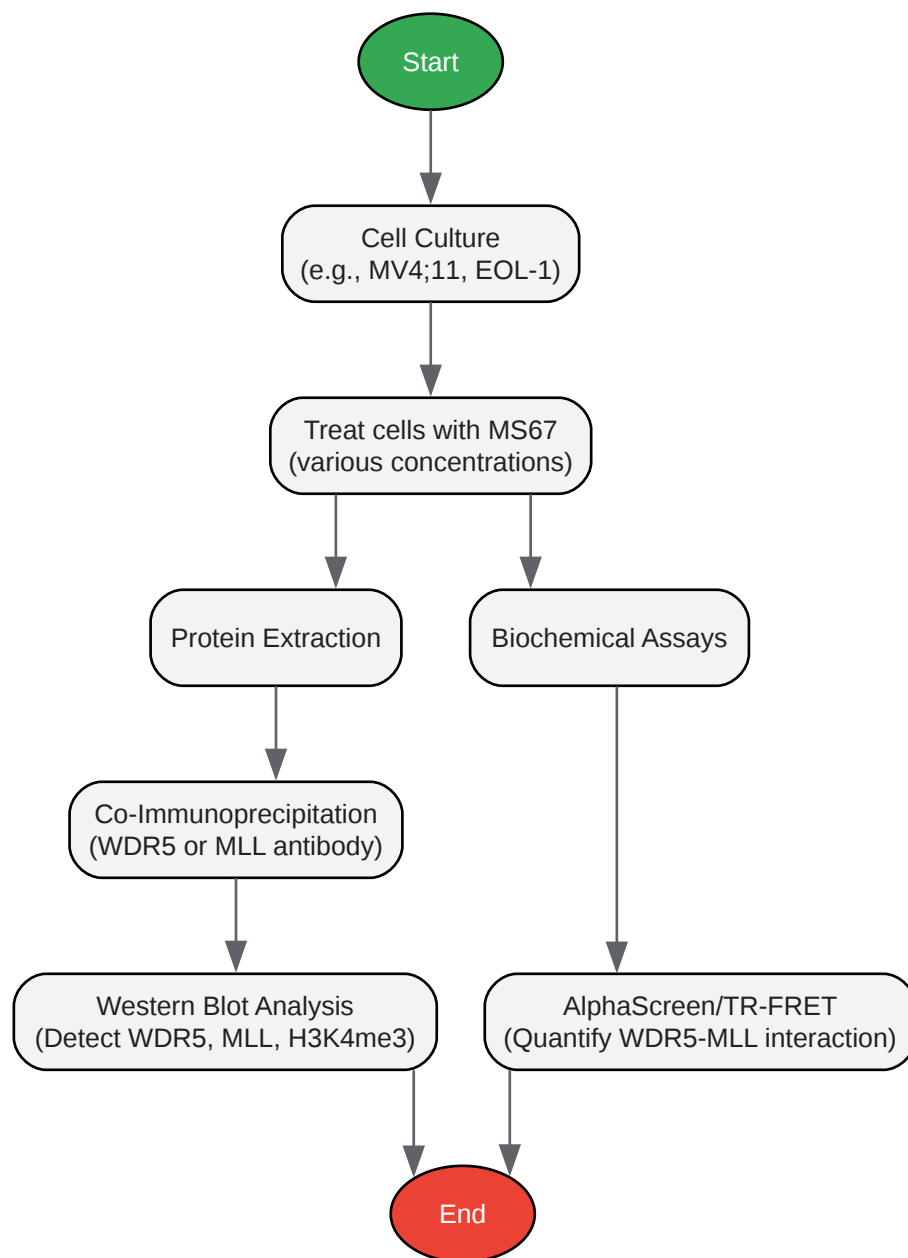 Start
Cell Culture
(e.g., MV4;11, EOL-1)
Treat cells with MS67
(various concentrations)
Protein Extraction
Biochemical Assays
Co-Immunoprecipitation
(WDR5 or MLL antibody)
Western Blot Analysis
(Detect WDR5, MLL, H3K4me3)
AlphaScreen/TR-FRET
(Quantify WDR5-MLL interaction)
End